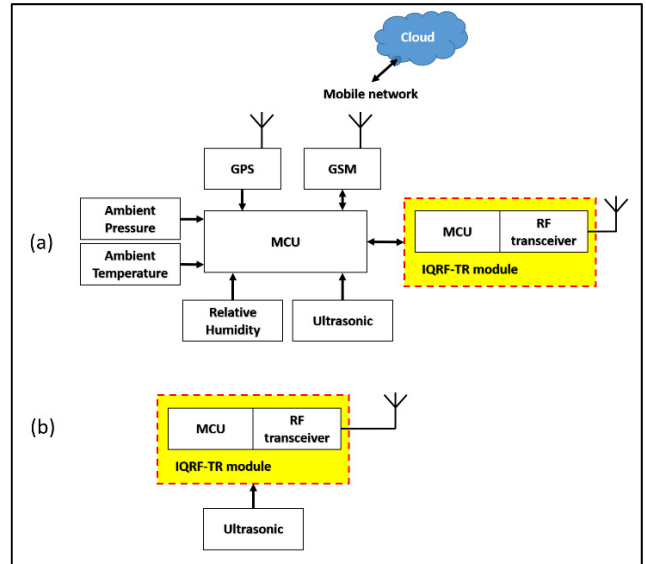 Cloud
Mobile network
GPS
GSM
(a)
Ambient
Pressure
Ambient
Temperature
MCU
MCU
RF
transceiver
IQRF-TR module
Relative
Humidity
Ultrasonic
(b)
MCU
RF
transceiver
IQRF-TR module
Ultrasonic